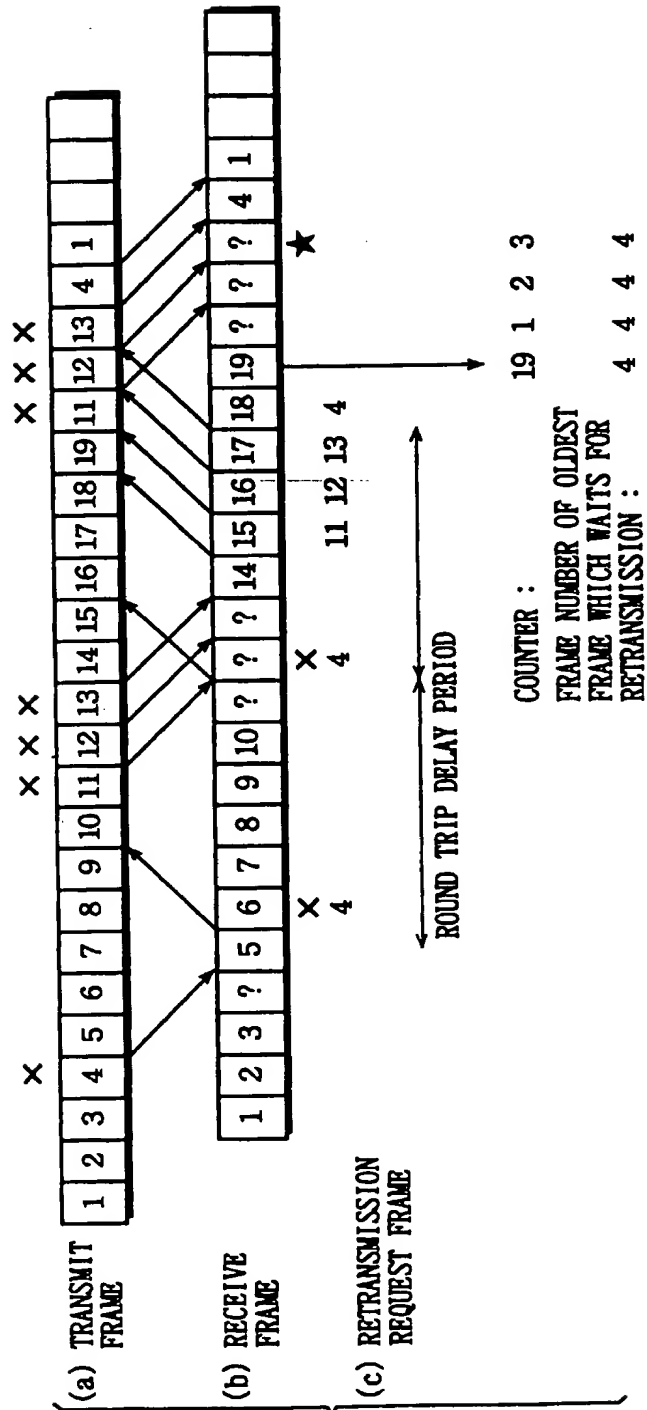 × × × × × × ×
(a) TRANSMIT
FRAME
1 2 3 4 5 6 7 8 9 10 11 12 13 14 15 16 17 18 19 11 12 13 4 1
(b) RECEIVE
FRAME
1 2 3 ? 5 6 7 8 9 10 ? ? ? 14 15 16 17 18 19 ? ? ? 4 1
× × ★
(c) RETRANSMISSION
REQUEST FRAME
4 4 11 12 13 4
ROUND TRIP DELAY PERIOD
COUNTER : 19 1 2 3
FRAME NUMBER OF OLDEST
FRAME WHICH WAITS FOR
RETRANSMISSION : 4 4 4 4